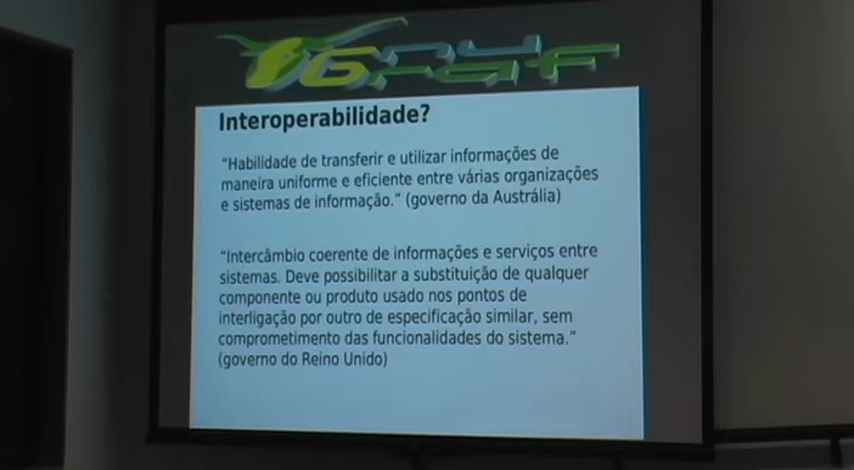 GNU
Graf
Interoperabilidade?
“Habilidade de transferir e utilizar informações de
maneira uniforme e eficiente entre várias organizações
e sistemas de informação.” (governo da Austrália)
“Intercâmbio coerente de informações e serviços entre
sistemas. Deve possibilitar a substituição de qualquer
componente ou produto usado nos pontos de
interligação por outro de especificação similar, sem
comprometimento das funcionalidades do sistema.”
(governo do Reino Unido)